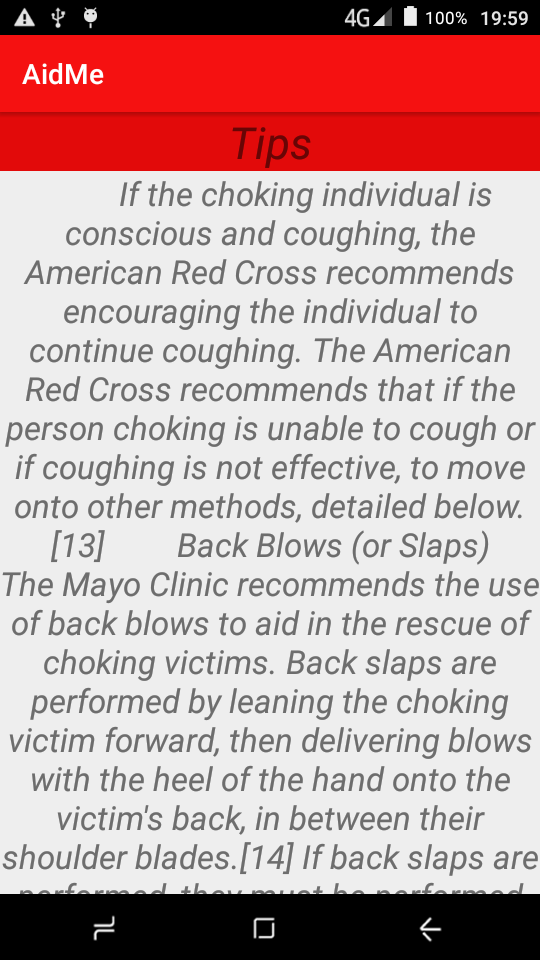 4G 100% 19:59
AidMe
Tips
If the choking individual is
conscious and coughing, the
American Red Cross recommends
encouraging the individual to
continue coughing. The American
Red Cross recommends that if the
person choking is unable to cough or
if coughing is not effective, to move
onto other methods, detailed below.
[13] Back Blows (or Slaps)
The Mayo Clinic recommends the use
of back blows to aid in the rescue of
choking victims. Back slaps are
performed by leaning the choking
victim forward, then delivering blows
with the heel of the hand onto the
victim's back, in between their
shoulder blades.[14] If back slaps are
performed, they must be performed